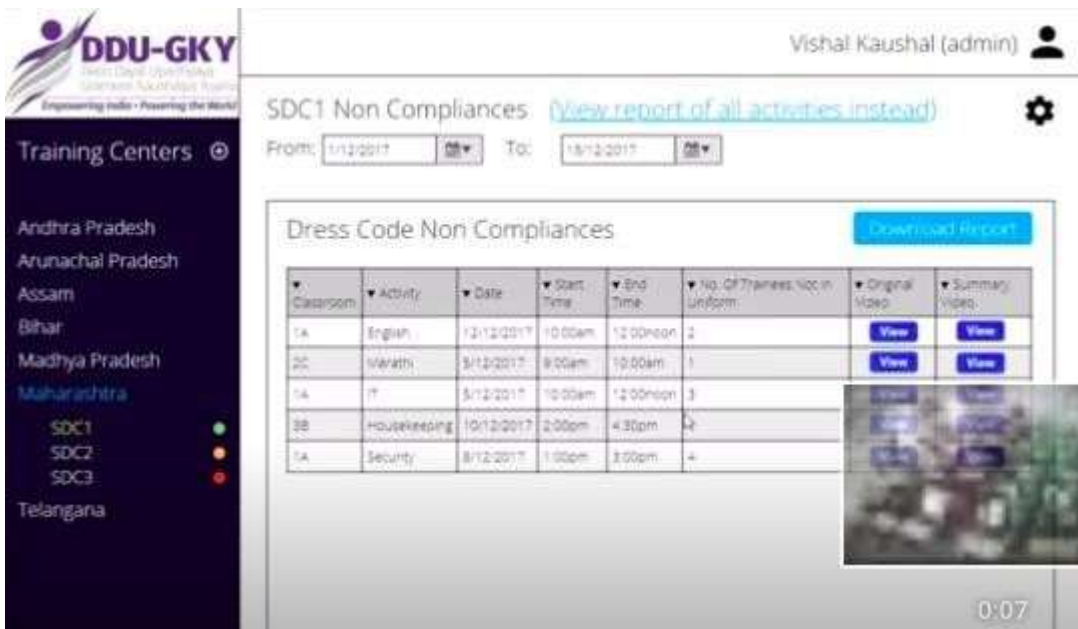 DDU-GKY
Empowering India - Powering the World
Vishal Kaushal (admin)
Training Centers
Andhra Pradesh
Arunachal Pradesh
Assam
Bihar
Madhya Pradesh
Maharashtra
SDC1
SDC2
SDC3
Telangana
SDC1 Non Compliances (View report of all activities instead)
From: 1/12/2017 To: 15/12/2017
Dress Code Non Compliances
Download Report
Classroom Activity Date Start Time End Time No. Of Trainees Not in Uniform Original Video Summary Video
1A English 12/12/2017 10:00am 12:00noon 2 View View
2C Marathi 5/12/2017 9:00am 10:00am 1 View View
1A IT 5/12/2017 10:00am 12:00noon 3 View View
3B Housekeeping 10/12/2017 2:00pm 4:30pm
1A Security 8/12/2017 1:00pm 3:00pm 4
0:07